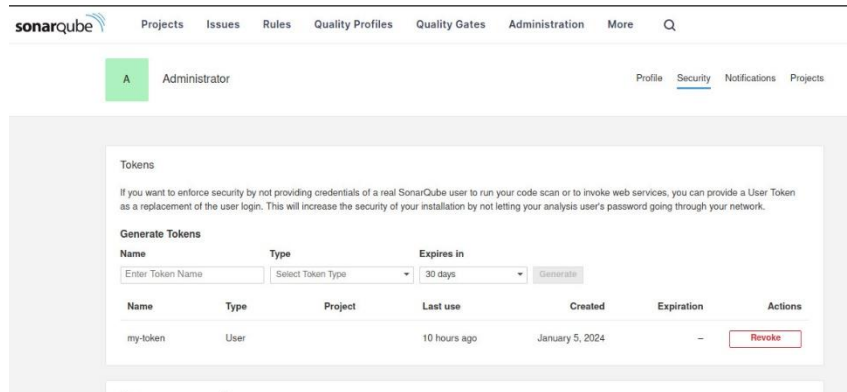 sonarqube Projects Issues Rules Quality Profiles Quality Gates Administration More
A Administrator Profile Security Notifications Projects
Tokens
If you want to enforce security by not providing credentials of a real SonarQube user to run your code scan or to invoke web services, you can provide a User Token
as a replacement of the user login. This will increase the security of your installation by not letting your analysis user's password going through your network.
Generate Tokens
Name Type Expires in
Enter Token Name Select Token Type 30 days Generate
Name Type Project Last use Created Expiration Actions
my-token User 10 hours ago January 5, 2024 – Revoke